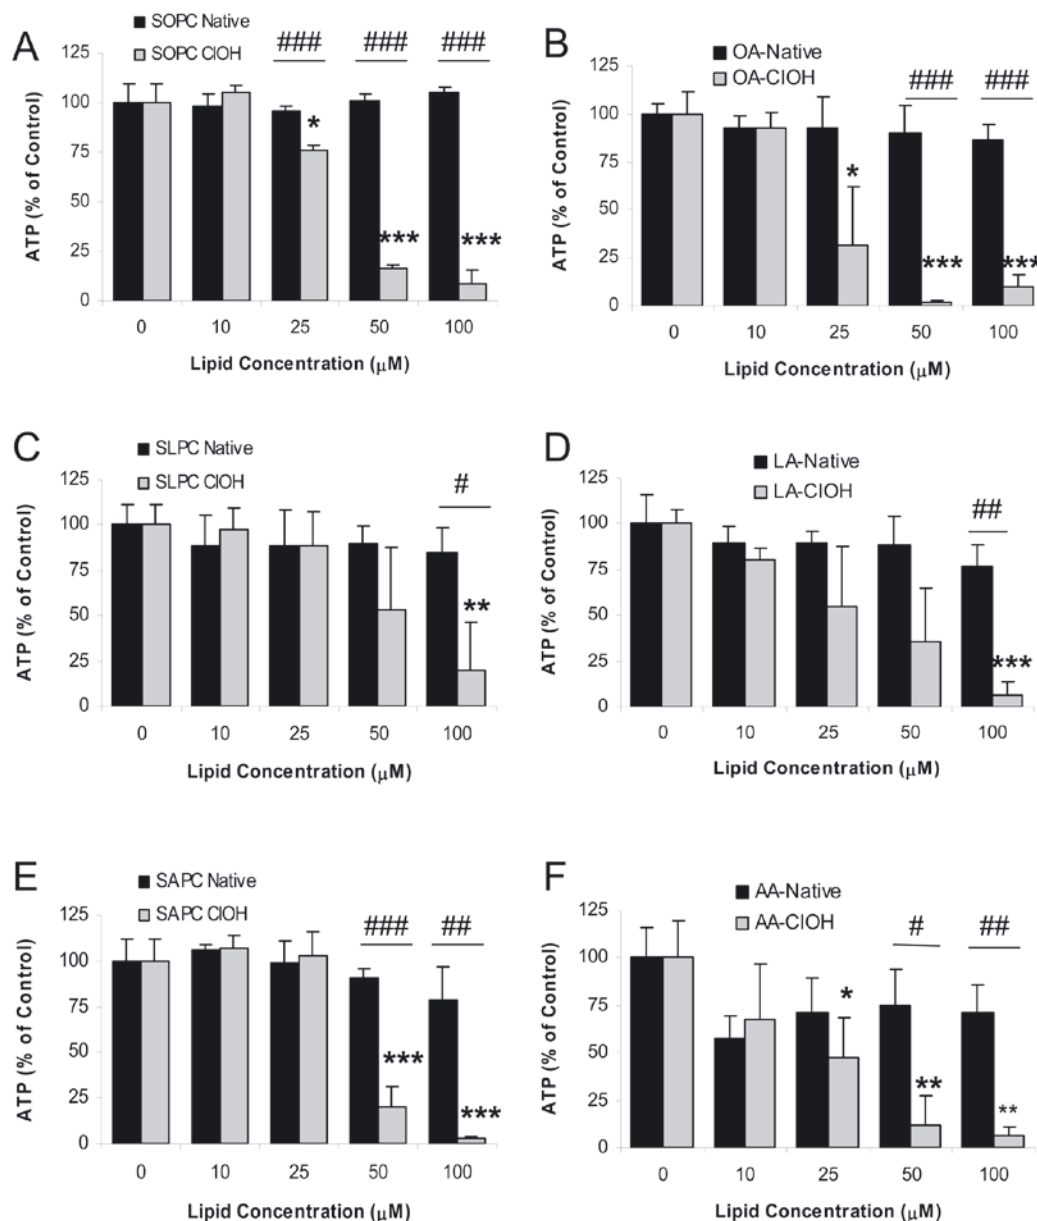 A
SOPC Native
SOPC ClOH
### ### ###
ATP (% of Control)
125
100
75
50
25
0
*
***
***
0 10 25 50 100
Lipid Concentration (μM)
B
OA-Native
OA-ClOH
### ###
ATP (% of Control)
125
100
75
50
25
0
*
***
***
0 10 25 50 100
Lipid Concentration (μM)
C
SLPC Native
SLPC ClOH
#
ATP (% of Control)
125
100
75
50
25
0
**
0 10 25 50 100
Lipid Concentration (μM)
D
LA-Native
LA-ClOH
##
ATP (% of Control)
125
100
75
50
25
0
***
0 10 25 50 100
Lipid Concentration (μM)
E
SAPC Native
SAPC ClOH
### ##
ATP (% of Control)
125
100
75
50
25
0
***
***
0 10 25 50 100
Lipid Concentration (μM)
F
AA-Native
AA-ClOH
# ##
ATP (% of Control)
125
100
75
50
25
0
*
**
**
0 10 25 50 100
Lipid Concentration (μM)